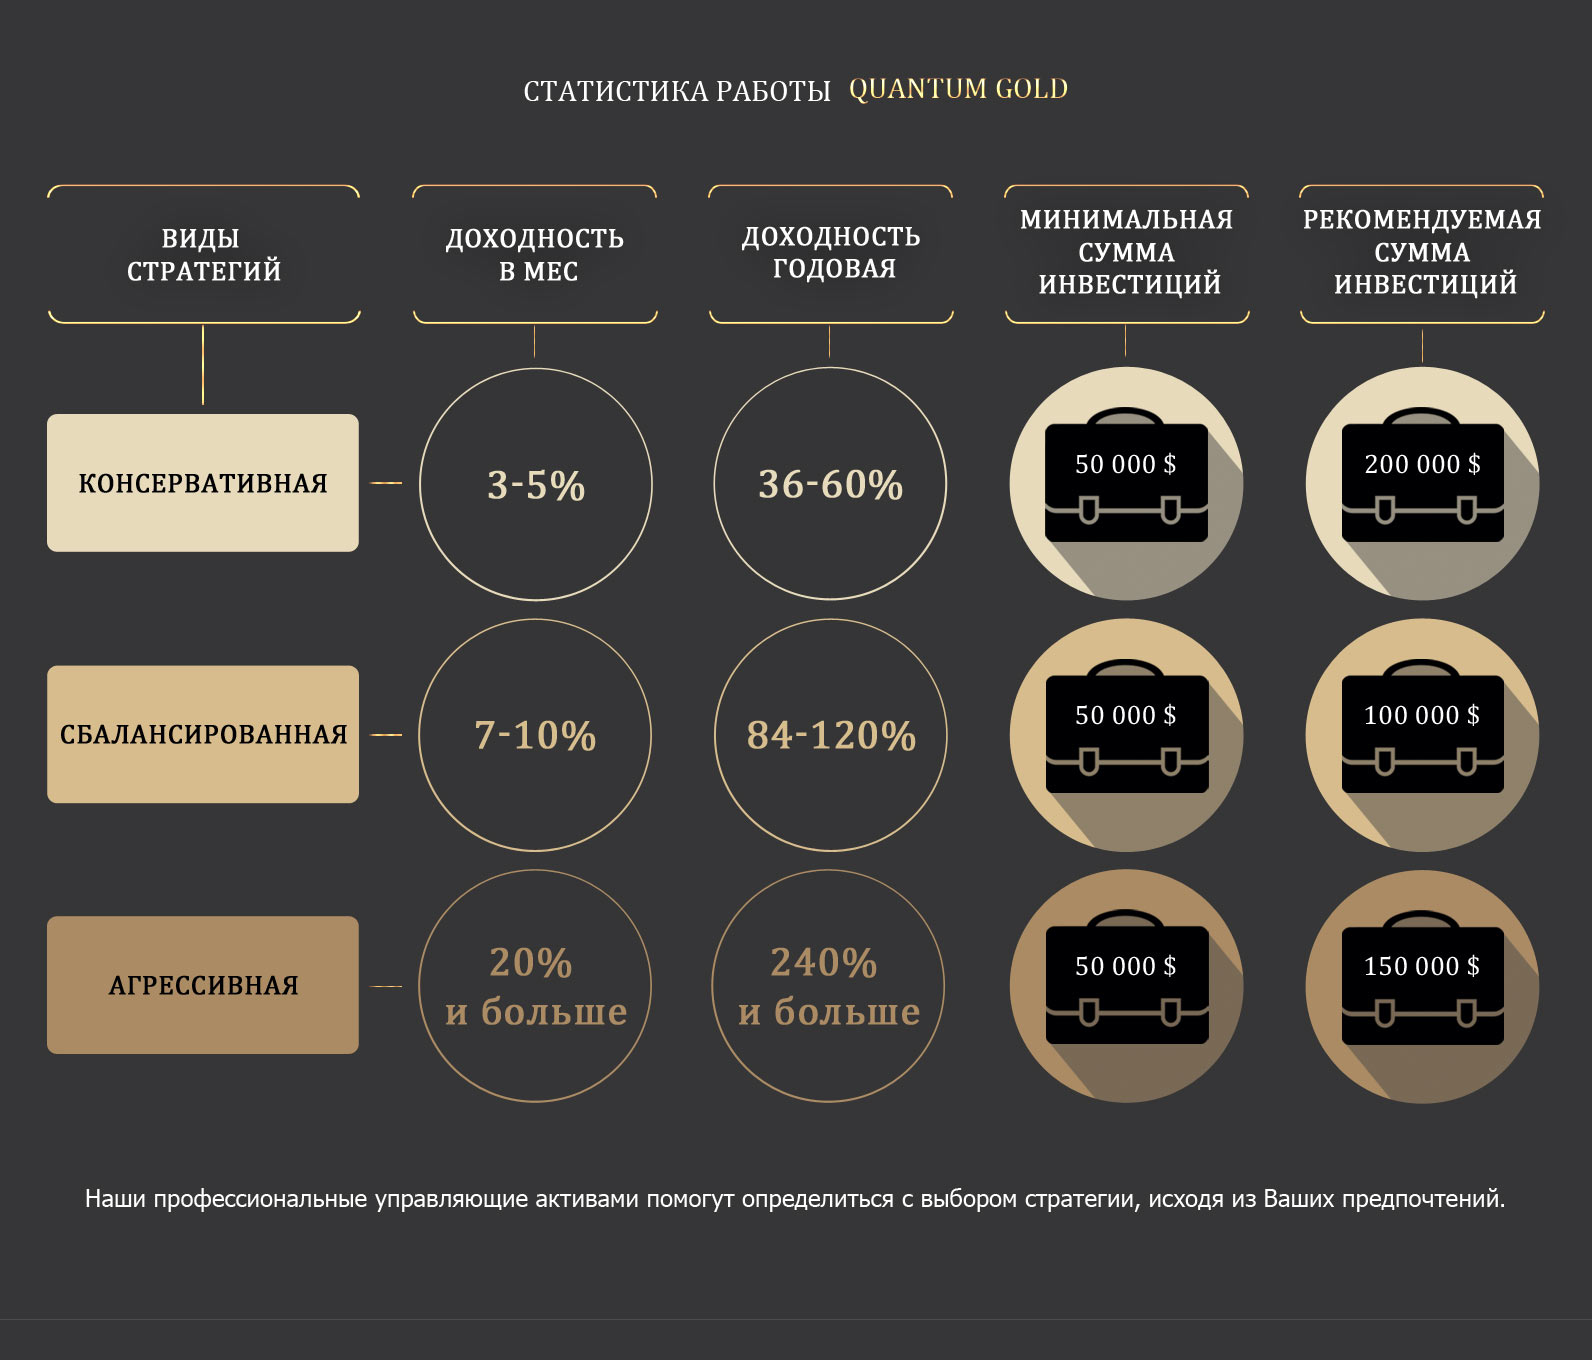 СТАТИСТИКА РАБОТЫ QUANTUM GOLD
ВИДЫ
СТРАТЕГИЙ
ДОХОДНОСТЬ
В МЕС
ДОХОДНОСТЬ
ГОДОВАЯ
МИНИМАЛЬНАЯ
СУММА
ИНВЕСТИЦИЙ
РЕКОМЕНДУЕМАЯ
СУММА
ИНВЕСТИЦИЙ
КОНСЕРВАТИВНАЯ
3-5%
36-60%
50 000 $
200 000 $
СБАЛАНСИРОВАННАЯ
7-10%
84-120%
50 000 $
100 000 $
АГРЕССИВНАЯ
20%
и больше
240%
и больше
50 000 $
150 000 $
Наши профессиональные управляющие активами помогут определиться с выбором стратегии, исходя из Ваших предпочтений.